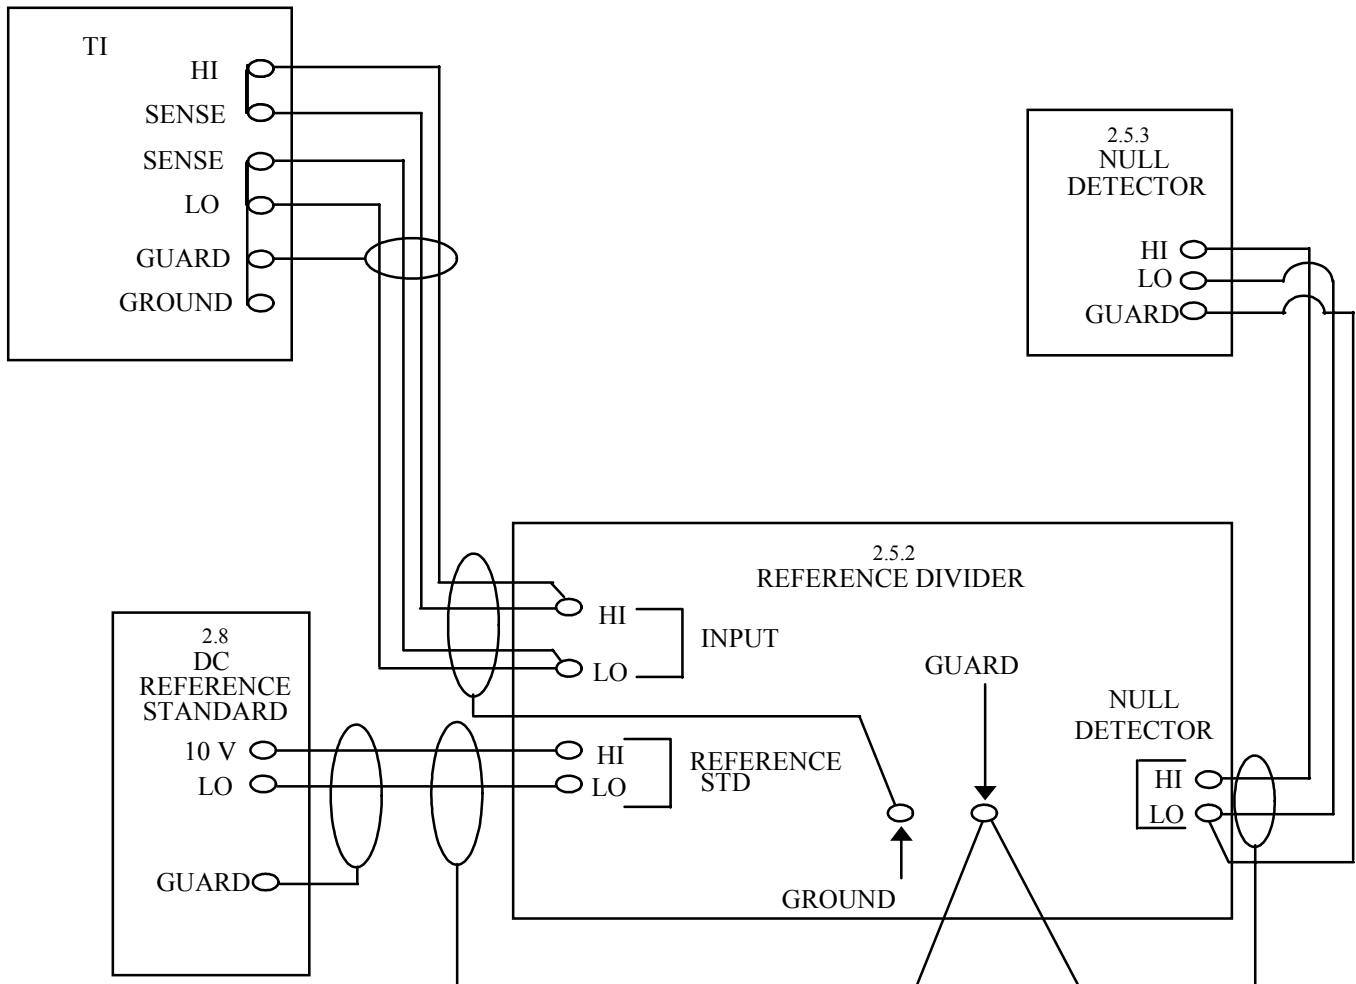 TI
HI
SENSE
SENSE
LO
GUARD
GROUND
2.5.3
NULL
DETECTOR
HI
LO
GUARD
2.5.2
REFERENCE DIVIDER
HI
INPUT
LO
GUARD
NULL
DETECTOR
HI
LO
HI
REFERENCE
STD
LO
GROUND
2.8
DC
REFERENCE
STANDARD
10 V
LO
GUARD